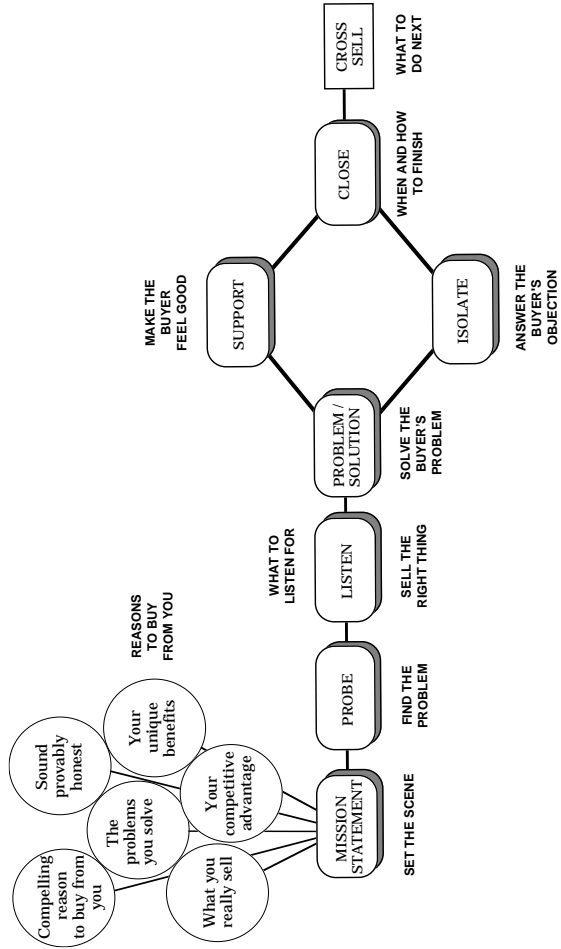 Compelling
reason
to buy from
you
Sound
provably
honest
The
problems
you solve
Your
unique
benefits
What you
really sell
Your
competitive
advantage
REASONS
TO BUY
FROM YOU
MISSION
STATEMENT
SET THE SCENE
PROBE
FIND THE
PROBLEM
WHAT TO
LISTEN FOR
LISTEN
SELL THE
RIGHT THING
PROBLEM /
SOLUTION
SOLVE THE
BUYER'S
PROBLEM
MAKE THE
BUYER
FEEL GOOD
SUPPORT
ISOLATE
ANSWER THE
BUYER'S
OBJECTION
CLOSE
WHEN AND HOW
TO FINISH
CROSS
SELL
WHAT TO
DO NEXT